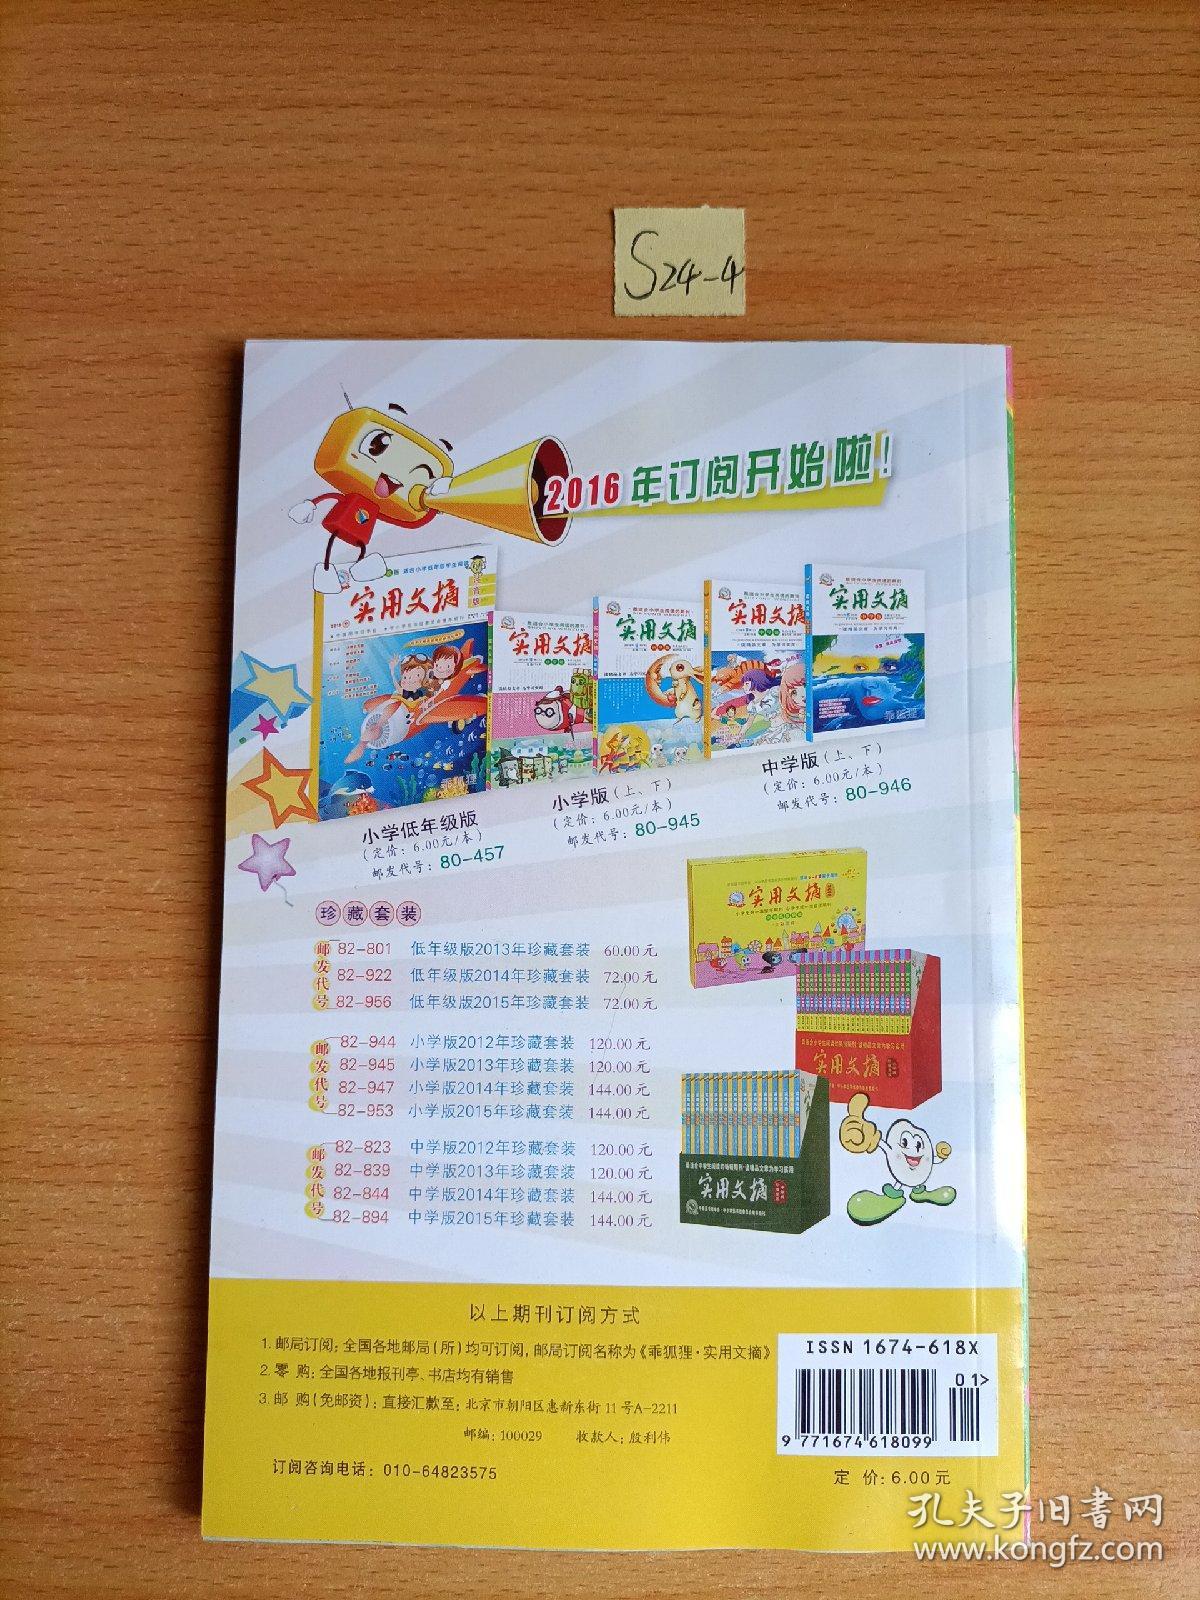 S24-4
2016年订阅开始啦！
实用文摘
实用文摘
实用文摘
实用文摘
实用文摘
小学低年级版
（定价：6.00元/本）
邮发代号：80-457
小学版（上、下）
（定价：6.00元/本）
邮发代号：80-945
中学版（上、下）
（定价：6.00元/本）
邮发代号：80-946
珍藏套装
邮发代号
82-801 低年级版2013年珍藏套装 60.00元
82-922 低年级版2014年珍藏套装 72.00元
82-956 低年级版2015年珍藏套装 72.00元
邮发代号
82-944 小学版2012年珍藏套装 120.00元
82-945 小学版2013年珍藏套装 120.00元
82-947 小学版2014年珍藏套装 144.00元
82-953 小学版2015年珍藏套装 144.00元
邮发代号
82-823 中学版2012年珍藏套装 120.00元
82-839 中学版2013年珍藏套装 120.00元
82-844 中学版2014年珍藏套装 144.00元
82-894 中学版2015年珍藏套装 144.00元
实用文摘
实用文摘
实用文摘
以上期刊订阅方式
1. 邮局订阅：全国各地邮局（所）均可订阅，邮局订阅名称为《乖狐狸·实用文摘》
2. 零 购：全国各地报刊亭、书店均有销售
3. 邮 购（免邮资）：直接汇款至：北京市朝阳区惠新东街11号A-2211
邮编：100029 收款人：殷利伟
订阅咨询电话：010-64823575
ISSN 1674-618X
01>
9 771674 618099
定 价：6.00元
孔夫子旧书网
www.kongfz.com